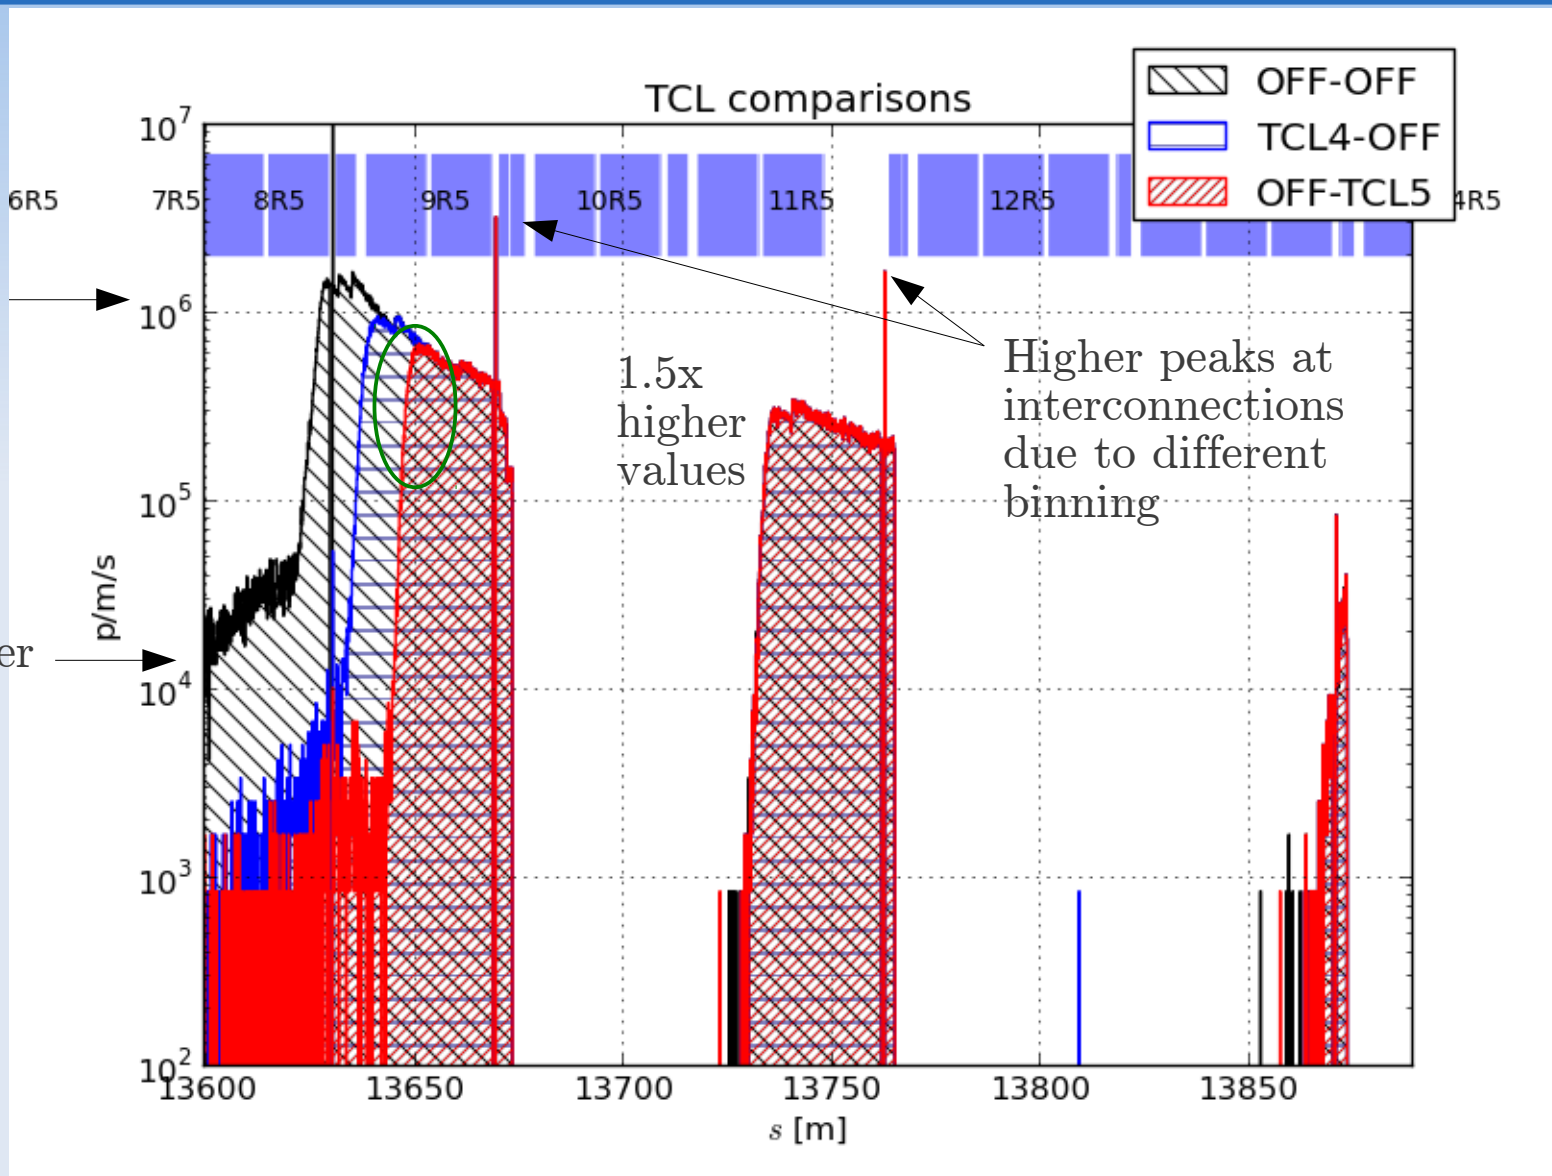 TCL comparisons
OFF-OFF
TCL4-OFF
OFF-TCL5
10^7
10^6
10^5
10^4
10^3
10^2
p/m/s
6R5
7R5
8R5
9R5
10R5
11R5
12R5
4R5
1.5x
higher
values
Higher peaks at
interconnections
due to different
binning
er
13600
13650
13700
13750
13800
13850
s [m]